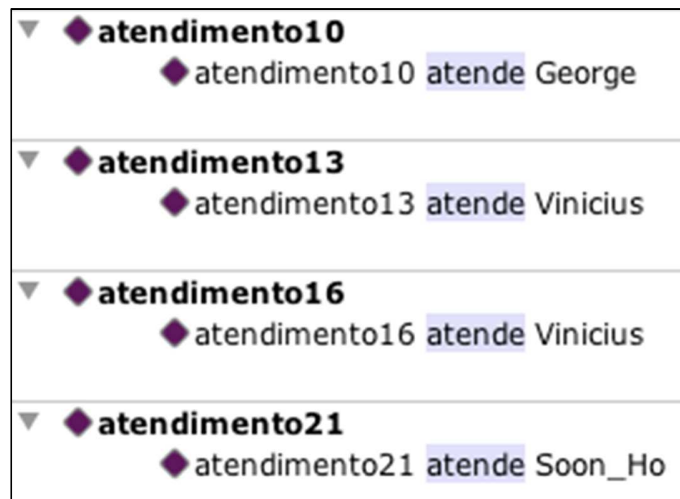 atendimento10
atendimento10 atende George
atendimento13
atendimento13 atende Vinicius
atendimento16
atendimento16 atende Vinicius
atendimento21
atendimento21 atende Soon_Ho